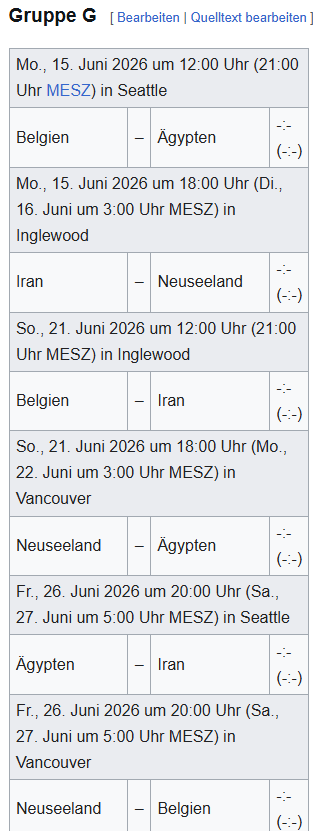 Gruppe G [ Bearbeiten | Quelltext bearbeiten ]
Mo., 15. Juni 2026 um 12:00 Uhr (21:00
Uhr MESZ) in Seattle
Belgien – Ägypten -:- (-:-)
Mo., 15. Juni 2026 um 18:00 Uhr (Di.,
16. Juni um 3:00 Uhr MESZ) in
Inglewood
Iran – Neuseeland -:- (-:-)
So., 21. Juni 2026 um 12:00 Uhr (21:00
Uhr MESZ) in Inglewood
Belgien – Iran -:- (-:-)
So., 21. Juni 2026 um 18:00 Uhr (Mo.,
22. Juni um 3:00 Uhr MESZ) in
Vancouver
Neuseeland – Ägypten -:- (-:-)
Fr., 26. Juni 2026 um 20:00 Uhr (Sa.,
27. Juni um 5:00 Uhr MESZ) in Seattle
Ägypten – Iran -:- (-:-)
Fr., 26. Juni 2026 um 20:00 Uhr (Sa.,
27. Juni um 5:00 Uhr MESZ) in
Vancouver
Neuseeland – Belgien -:- (-:-)